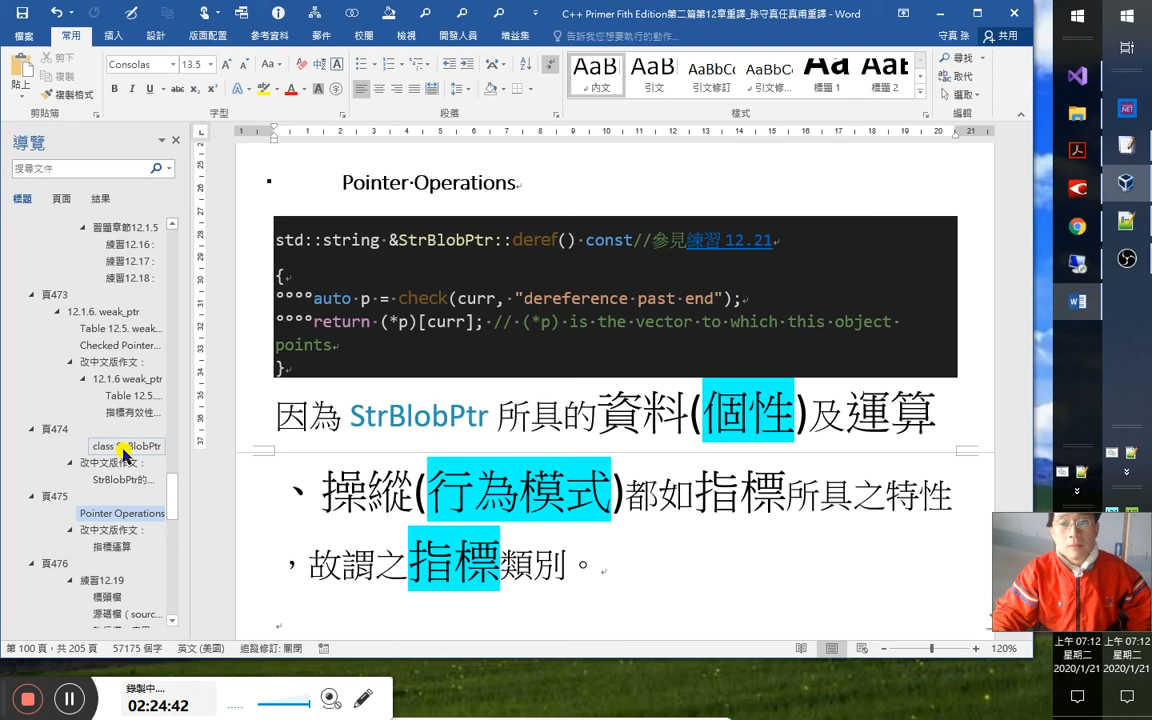 C++ Primer Fith Edition第二篇第12章重譯_孫守真任真甫重譯 - Word
檔案 常用 插入 設計 版面配置 參考資料 郵件 校閱 檢視 開發人員 增益集 告訴我您想要執行的動作... 守真 孫 共用
貼上 剪下 複製 複製格式 剪貼簿
Consolas 13.5 字型
段落
AaB 內文
AaB 引文
AaBbC 引文修訂
AaBbC 引文修...
AaB 標題 1
AaB 標題 2
樣式
尋找 取代 選取 編輯
導覽
搜尋文件
標題 頁面 結果
習題章節12.1.5
練習12.16 :
練習12.17 :
練習12.18 :
頁473
12.1.6. weak_ptr
Table 12.5. weak...
Checked Pointer...
改中文版作文：
12.1.6 weak_ptr
Table 12.5....
指標有效性...
頁474
class StrBlobPtr
改中文版作文：
StrBlobPtr的...
頁475
Pointer Operations
改中文版作文：
指標運算
頁476
練習12.19
標頭檔
源碼檔（sourc...
Pointer·Operations
std::string·&StrBlobPtr::deref()·const//參見練習 12.21
{
auto·p·=·check(curr,·"dereference·past·end");
return·(*p)[curr];·//·(*p)·is·the·vector·to·which·this·object·
points
}
因為 StrBlobPtr 所具的資料(個性)及運算
、操縱(行為模式)都如指標所具之特性
，故謂之指標類別。
第 100 頁，共 205 頁 57175 個字 英文 (美國) 追蹤修訂: 關閉 120%
錄製中....
02:24:42
上午 07:12
星期二
2020/1/21
上午 07:12
星期二
2020/1/21